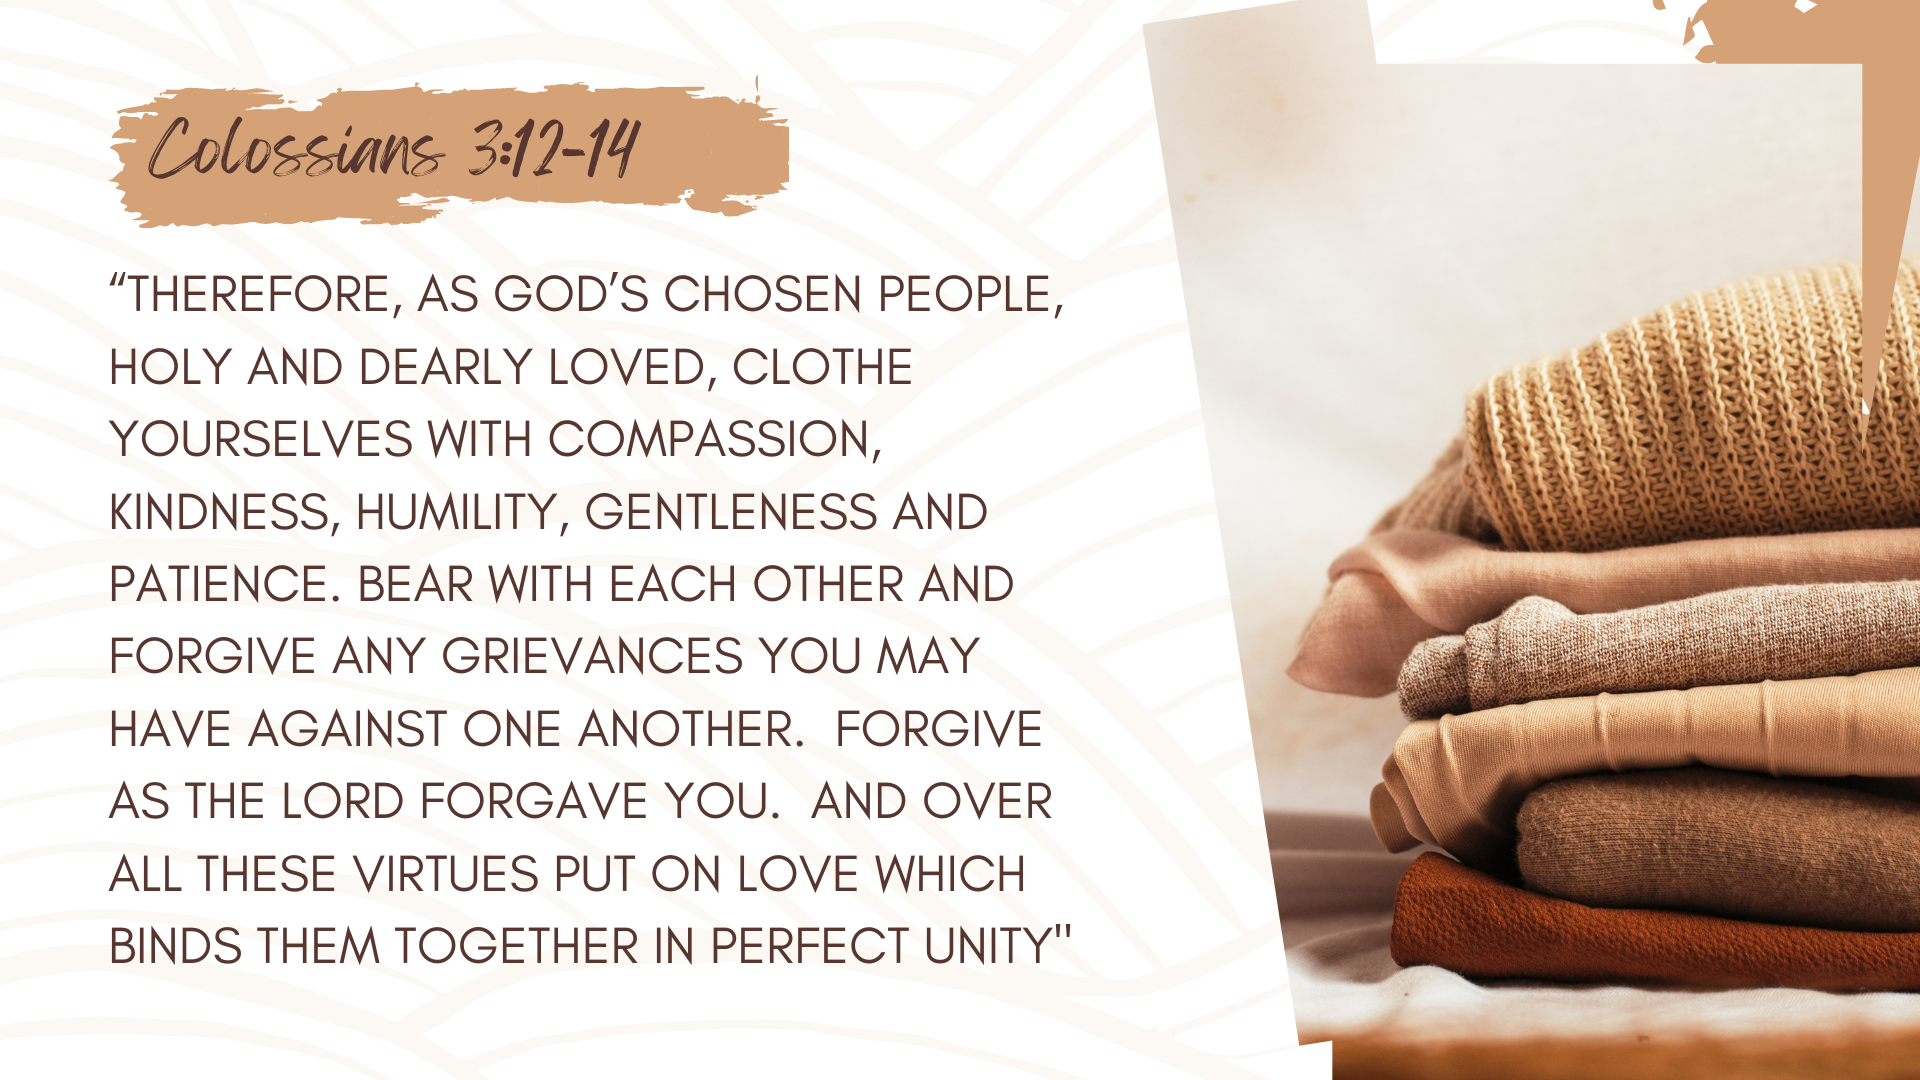 Colossians 3:12-14
“THEREFORE, AS GOD’S CHOSEN PEOPLE,
HOLY AND DEARLY LOVED, CLOTHE
YOURSELVES WITH COMPASSION,
KINDNESS, HUMILITY, GENTLENESS AND
PATIENCE. BEAR WITH EACH OTHER AND
FORGIVE ANY GRIEVANCES YOU MAY
HAVE AGAINST ONE ANOTHER.  FORGIVE
AS THE LORD FORGAVE YOU.  AND OVER
ALL THESE VIRTUES PUT ON LOVE WHICH
BINDS THEM TOGETHER IN PERFECT UNITY"